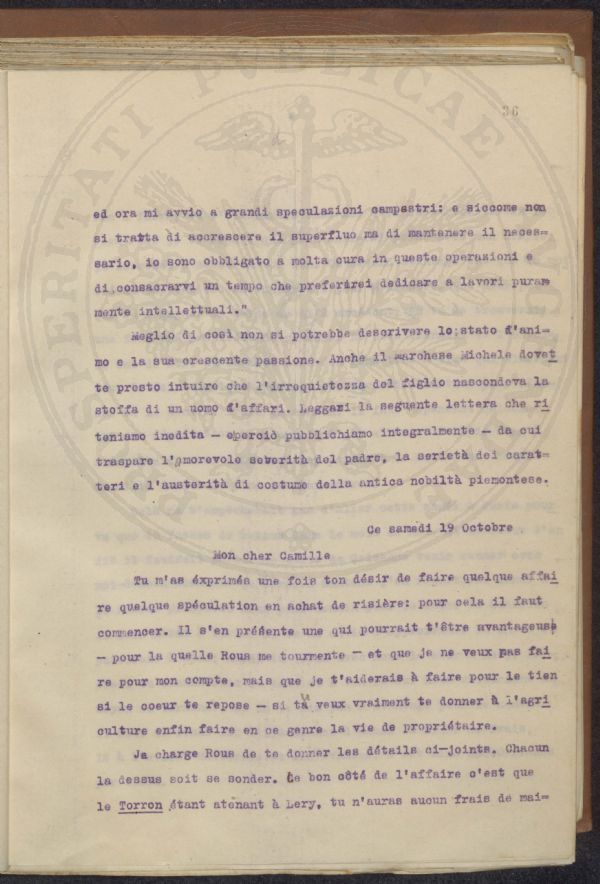 PROSPERITATI PUBLICAE
36
ed ora mi avvio a grandi speculazioni campestri: e siccome non
si tratta di accrescere il superfluo ma di mantenere il neces=
sario, io sono obbligato a molta cura in queste operazioni e
di consacrarvi un tempo che preferirei dedicare a lavori puram
mente intellettuali."
Meglio di così non si potrebbe descrivere lo stato d'ani=
mo e la sua crescente passione. Anche il marchese Michele dovet
te presto intuire che l'irrequietezza del figlio nascondeva la
stoffa di un uomo d'affari. Leggasi la seguente lettera che ri
teniamo inedita — eperciò pubblichiamo integralmente — da cui
traspare l'amorevole severità del padre, la serietà dei carat=
teri e l'austerità di costume della antica nobiltà piemontese.
Ce samedi 19 Octobre
Mon cher Camille
Tu m'as éxprimés una fois ton désir de faire quelque affai
re quelque spéculation en achat de risière: pour cela il faut
commencer. Il s'en présente une qui pourrait t'être avantageuse
— pour la quelle Rous me tourmente — et que je ne veux pas fai
re pour mon compte, mais que je t'aiderais à faire pour le tien
si le coeur te repose — si tu veux vraiment te donner à l'agri
culture enfin faire en ce genre la vie de propriétaire.
Je charge Rous de te donner les détails ci-joints. Chacun
la dessus soit se sonder. Le bon côté de l'affaire c'est que
le Torron étant atenant à Lery, tu n'auras aucun frais de mai=